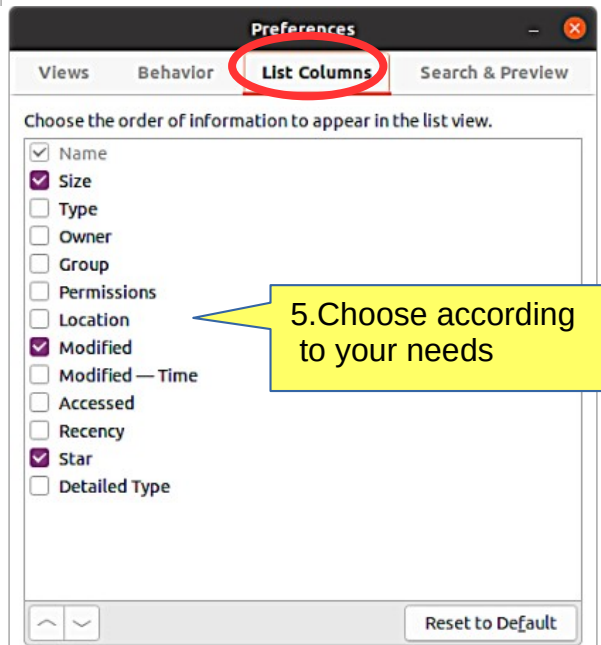 Preferences
Views Behavior List Columns Search & Preview
Choose the order of information to appear in the list view.
Name
Size
Type
Owner
Group
Permissions
Location
Modified
Modified — Time
Accessed
Recency
Star
Detailed Type
5.Choose according
to your needs
Reset to Default